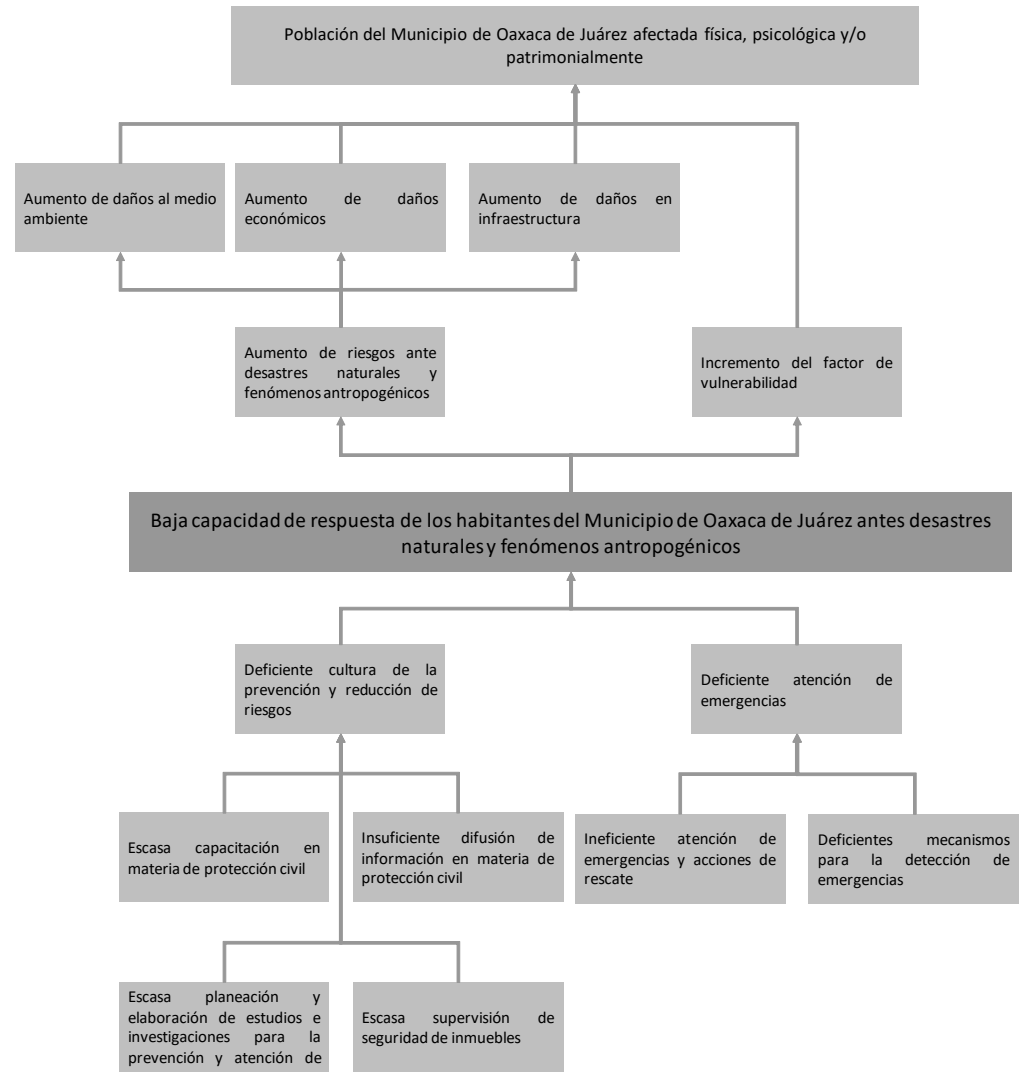 Población del Municipio de Oaxaca de Juárez afectada física, psicológica y/o
patrimonialmente
Aumento de daños al medio
ambiente
Aumento de daños
económicos
Aumento de daños en
infraestructura
Aumento de riesgos ante
desastres naturales y
fenómenos antropogénicos
Incremento del factor de
vulnerabilidad
Baja capacidad de respuesta de los habitantes del Municipio de Oaxaca de Juárez antes desastres
naturales y fenómenos antropogénicos
Deficiente cultura de la
prevención y reducción de
riesgos
Deficiente atención de
emergencias
Escasa capacitación en
materia de protección civil
Insuficiente difusión de
información en materia de
protección civil
Ineficiente atención de
emergencias y acciones de
rescate
Deficientes mecanismos
para la detección de
emergencias
Escasa planeación y
elaboración de estudios e
investigaciones para la
prevención y atención de
Escasa supervisión de
seguridad de inmuebles